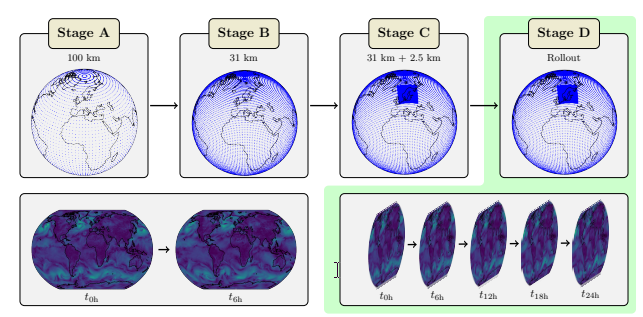 Stage A
Stage B
Stage C
Stage D
100 km
31 km
31 km + 2.5 km
Rollout
t0h
t6h
t0h
t6h
t12h
t18h
t24h